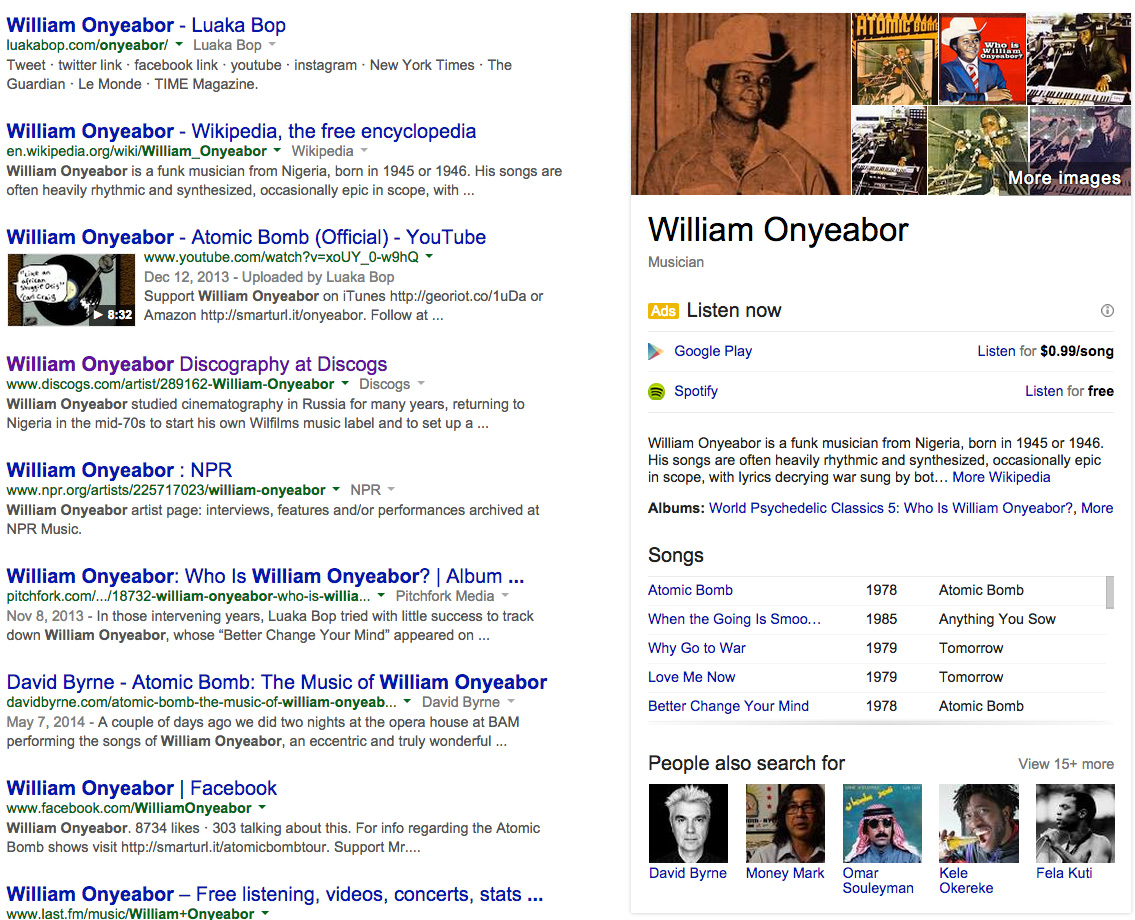 William Onyeabor - Luaka Bop
luakabop.com/onyeabor/ Luaka Bop
Tweet · twitter link · facebook link · youtube · instagram · New York Times · The
Guardian · Le Monde · TIME Magazine.
William Onyeabor - Wikipedia, the free encyclopedia
en.wikipedia.org/wiki/William_Onyeabor Wikipedia
William Onyeabor is a funk musician from Nigeria, born in 1945 or 1946. His songs are
often heavily rhythmic and synthesized, occasionally epic in scope, with ...
William Onyeabor - Atomic Bomb (Official) - YouTube
"Like an
african
Shuggie Otis"
Carl Craig
8:32
www.youtube.com/watch?v=xoUY_0-w9hQ
Dec 12, 2013 - Uploaded by Luaka Bop
Support William Onyeabor on iTunes http://georiot.co/1uDa or
Amazon http://smarturl.it/onyeabor. Follow at ...
William Onyeabor Discography at Discogs
www.discogs.com/artist/289162-William-Onyeabor Discogs
William Onyeabor studied cinematography in Russia for many years, returning to
Nigeria in the mid-70s to start his own Wilfilms music label and to set up a ...
William Onyeabor : NPR
www.npr.org/artists/225717023/william-onyeabor NPR
William Onyeabor artist page: interviews, features and/or performances archived at
NPR Music.
William Onyeabor: Who Is William Onyeabor? | Album ...
pitchfork.com/.../18732-william-onyeabor-who-is-willia... Pitchfork Media
Nov 8, 2013 - In those intervening years, Luaka Bop tried with little success to track
down William Onyeabor, whose “Better Change Your Mind” appeared on ...
David Byrne - Atomic Bomb: The Music of William Onyeabor
davidbyrne.com/atomic-bomb-the-music-of-william-onyeab... David Byrne
May 7, 2014 - A couple of days ago we did two nights at the opera house at BAM
performing the songs of William Onyeabor, an eccentric and truly wonderful ...
William Onyeabor | Facebook
www.facebook.com/WilliamOnyeabor
William Onyeabor. 8734 likes · 303 talking about this. For info regarding the Atomic
Bomb shows visit http://smarturl.it/atomicbombtour. Support Mr....
William Onyeabor – Free listening, videos, concerts, stats ...
www.last.fm/music/William+Onyeabor
ATOMIC BOMB
Who is
William
Onyeabor?
More images
William Onyeabor
Musician
Ads Listen now
Google Play Listen for $0.99/song
Spotify Listen for free
William Onyeabor is a funk musician from Nigeria, born in 1945 or 1946.
His songs are often heavily rhythmic and synthesized, occasionally epic
in scope, with lyrics decrying war sung by bot… More Wikipedia
Albums: World Psychedelic Classics 5: Who Is William Onyeabor?, More
Songs
Atomic Bomb 1978 Atomic Bomb
When the Going Is Smoo… 1985 Anything You Sow
Why Go to War 1979 Tomorrow
Love Me Now 1979 Tomorrow
Better Change Your Mind 1978 Atomic Bomb
People also search for View 15+ more
عمر سليمان
David Byrne Money Mark Omar Souleyman Kele Okereke Fela Kuti